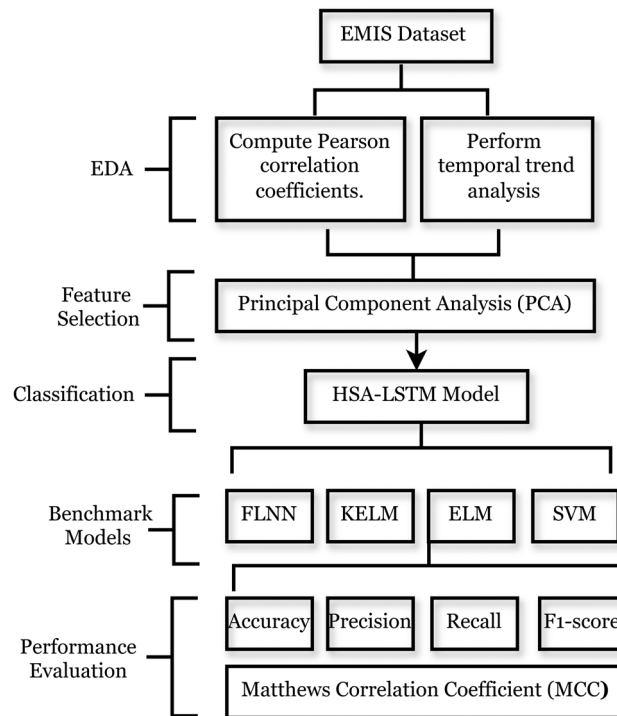 EMIS Dataset
EDA
Compute Pearson
correlation
coefficients.
Perform
temporal trend
analysis
Feature
Selection
Principal Component Analysis (PCA)
Classification
HSA-LSTM Model
Benchmark
Models
FLNN
KELM
ELM
SVM
Performance
Evaluation
Accuracy
Precision
Recall
F1-score
Matthews Correlation Coefficient (MCC)